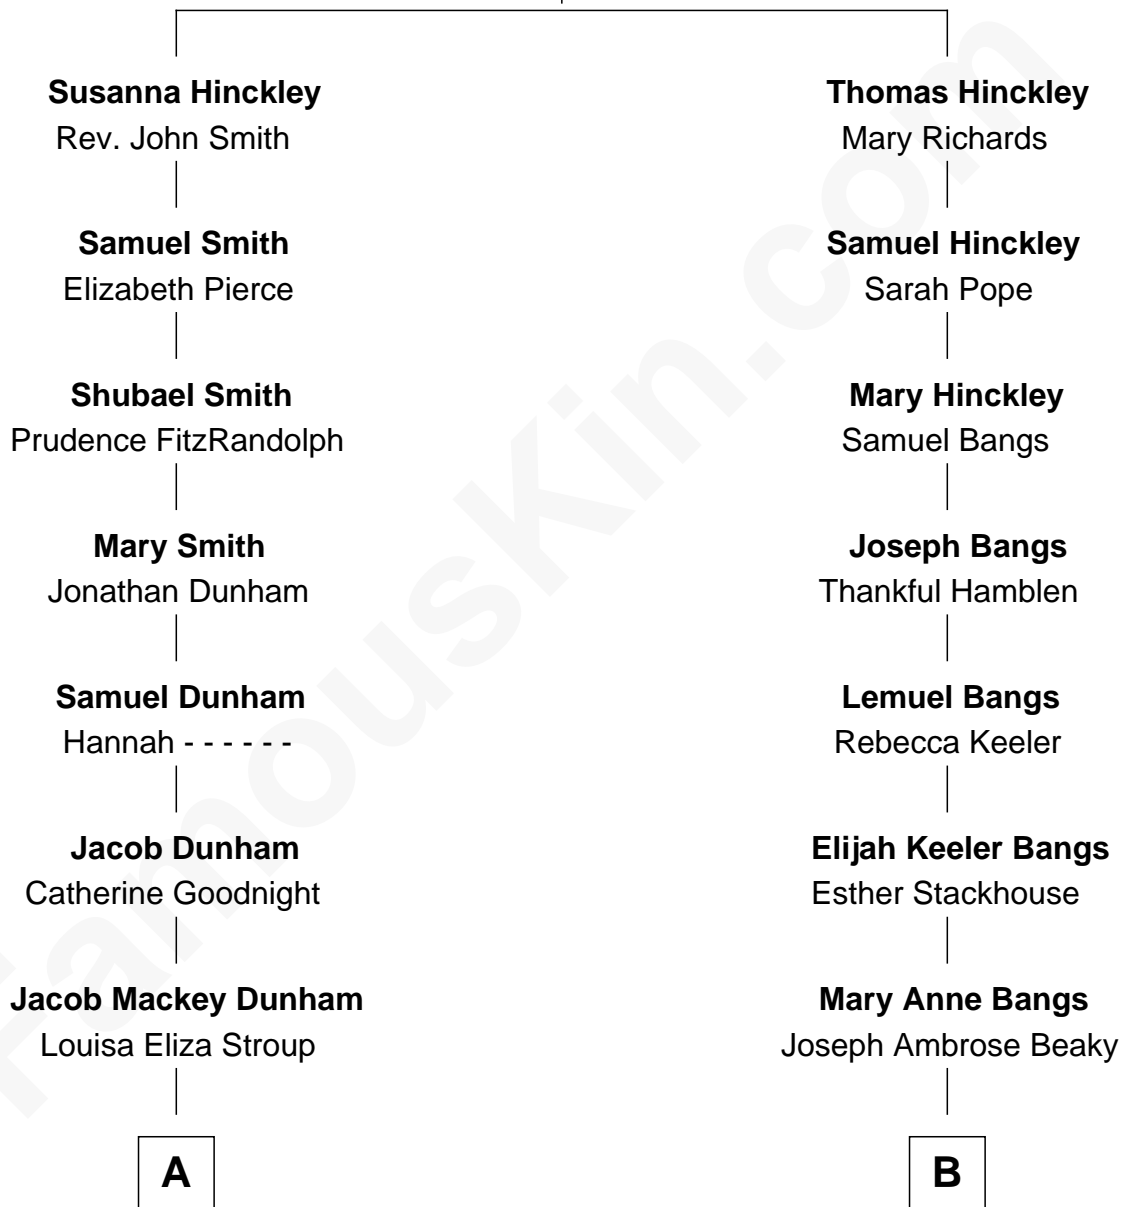 Susanna Hinckley
Rev. John Smith
Samuel Smith
Elizabeth Pierce
Shubael Smith
Prudence FitzRandolph
Mary Smith
Jonathan Dunham
Samuel Dunham
Hannah - - - - - -
Jacob Dunham
Catherine Goodnight
Jacob Mackey Dunham
Louisa Eliza Stroup
A
Thomas Hinckley
Mary Richards
Samuel Hinckley
Sarah Pope
Mary Hinckley
Samuel Bangs
Joseph Bangs
Thankful Hamblen
Lemuel Bangs
Rebecca Keeler
Elijah Keeler Bangs
Esther Stackhouse
Mary Anne Bangs
Joseph Ambrose Beaky
B
FamousKin.com